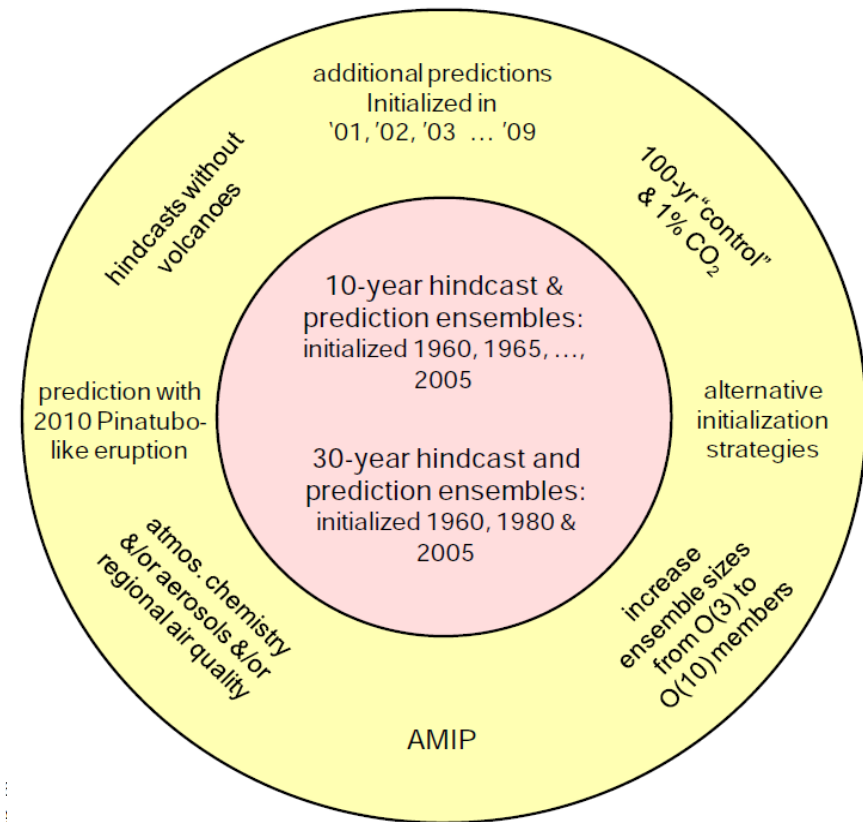 additional predictions
Initialized in
‘01, ’02, ’03 … ’09
hindcasts without
volcanoes
100-yr “control”
& 1% CO₂
10-year hindcast &
prediction ensembles:
initialized 1960, 1965, …,
2005
prediction with
2010 Pinatubo-
like eruption
alternative
initialization
strategies
30-year hindcast and
prediction ensembles:
initialized 1960, 1980 &
2005
atmos. chemistry
&/or aerosols &/or
regional air quality
increase
ensemble sizes
from O(3) to
O(10) members
AMIP